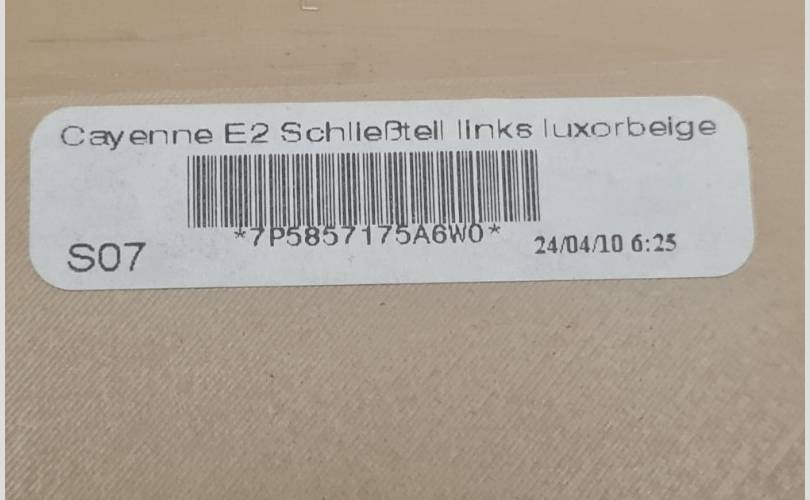 Cayenne E2 Schließteil links luxorbeige
*7P5857175A6W0*
S07
24/04/10 6:25